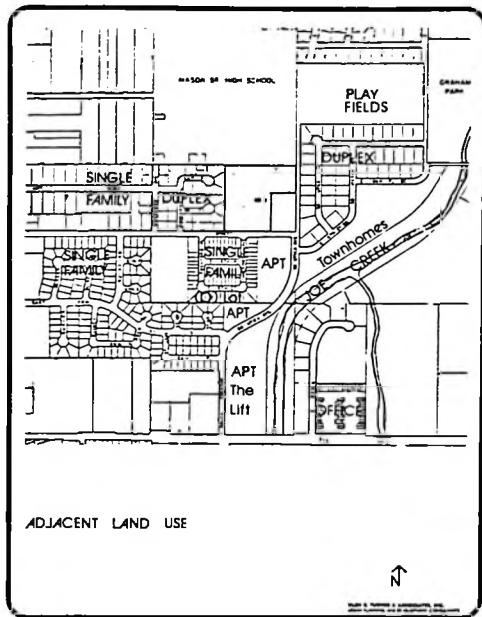 MASON SR HIGH SCHOOL
GRAHAM
PARK
PLAY
FIELDS
DUPLEX
SINGLE
FAMILY
DUPLEX
Townhomes
SINGLE
FAMILY
SINGLE
FAMILY
APT
JOE CREEK
APT
APT
The
Lift
OFFICE
ADJACENT LAND USE
N